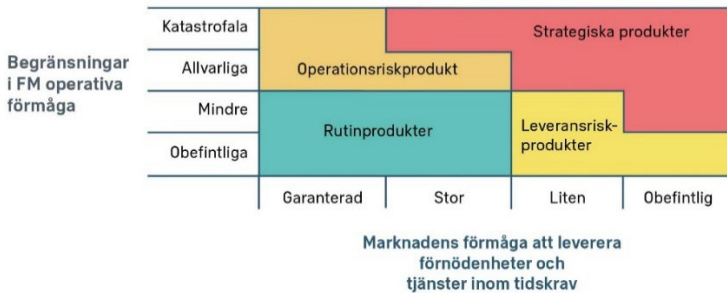 Begränsningar
i FM operativa
förmåga
Katastrofala
Allvarliga
Mindre
Obefintliga
Strategiska produkter
Operationsriskprodukt
Rutinprodukter
Leveransrisk-
produkter
Garanterad
Stor
Liten
Obefintlig
Marknadens förmåga att leverera
förnödenheter och
tjänster inom tidskrav